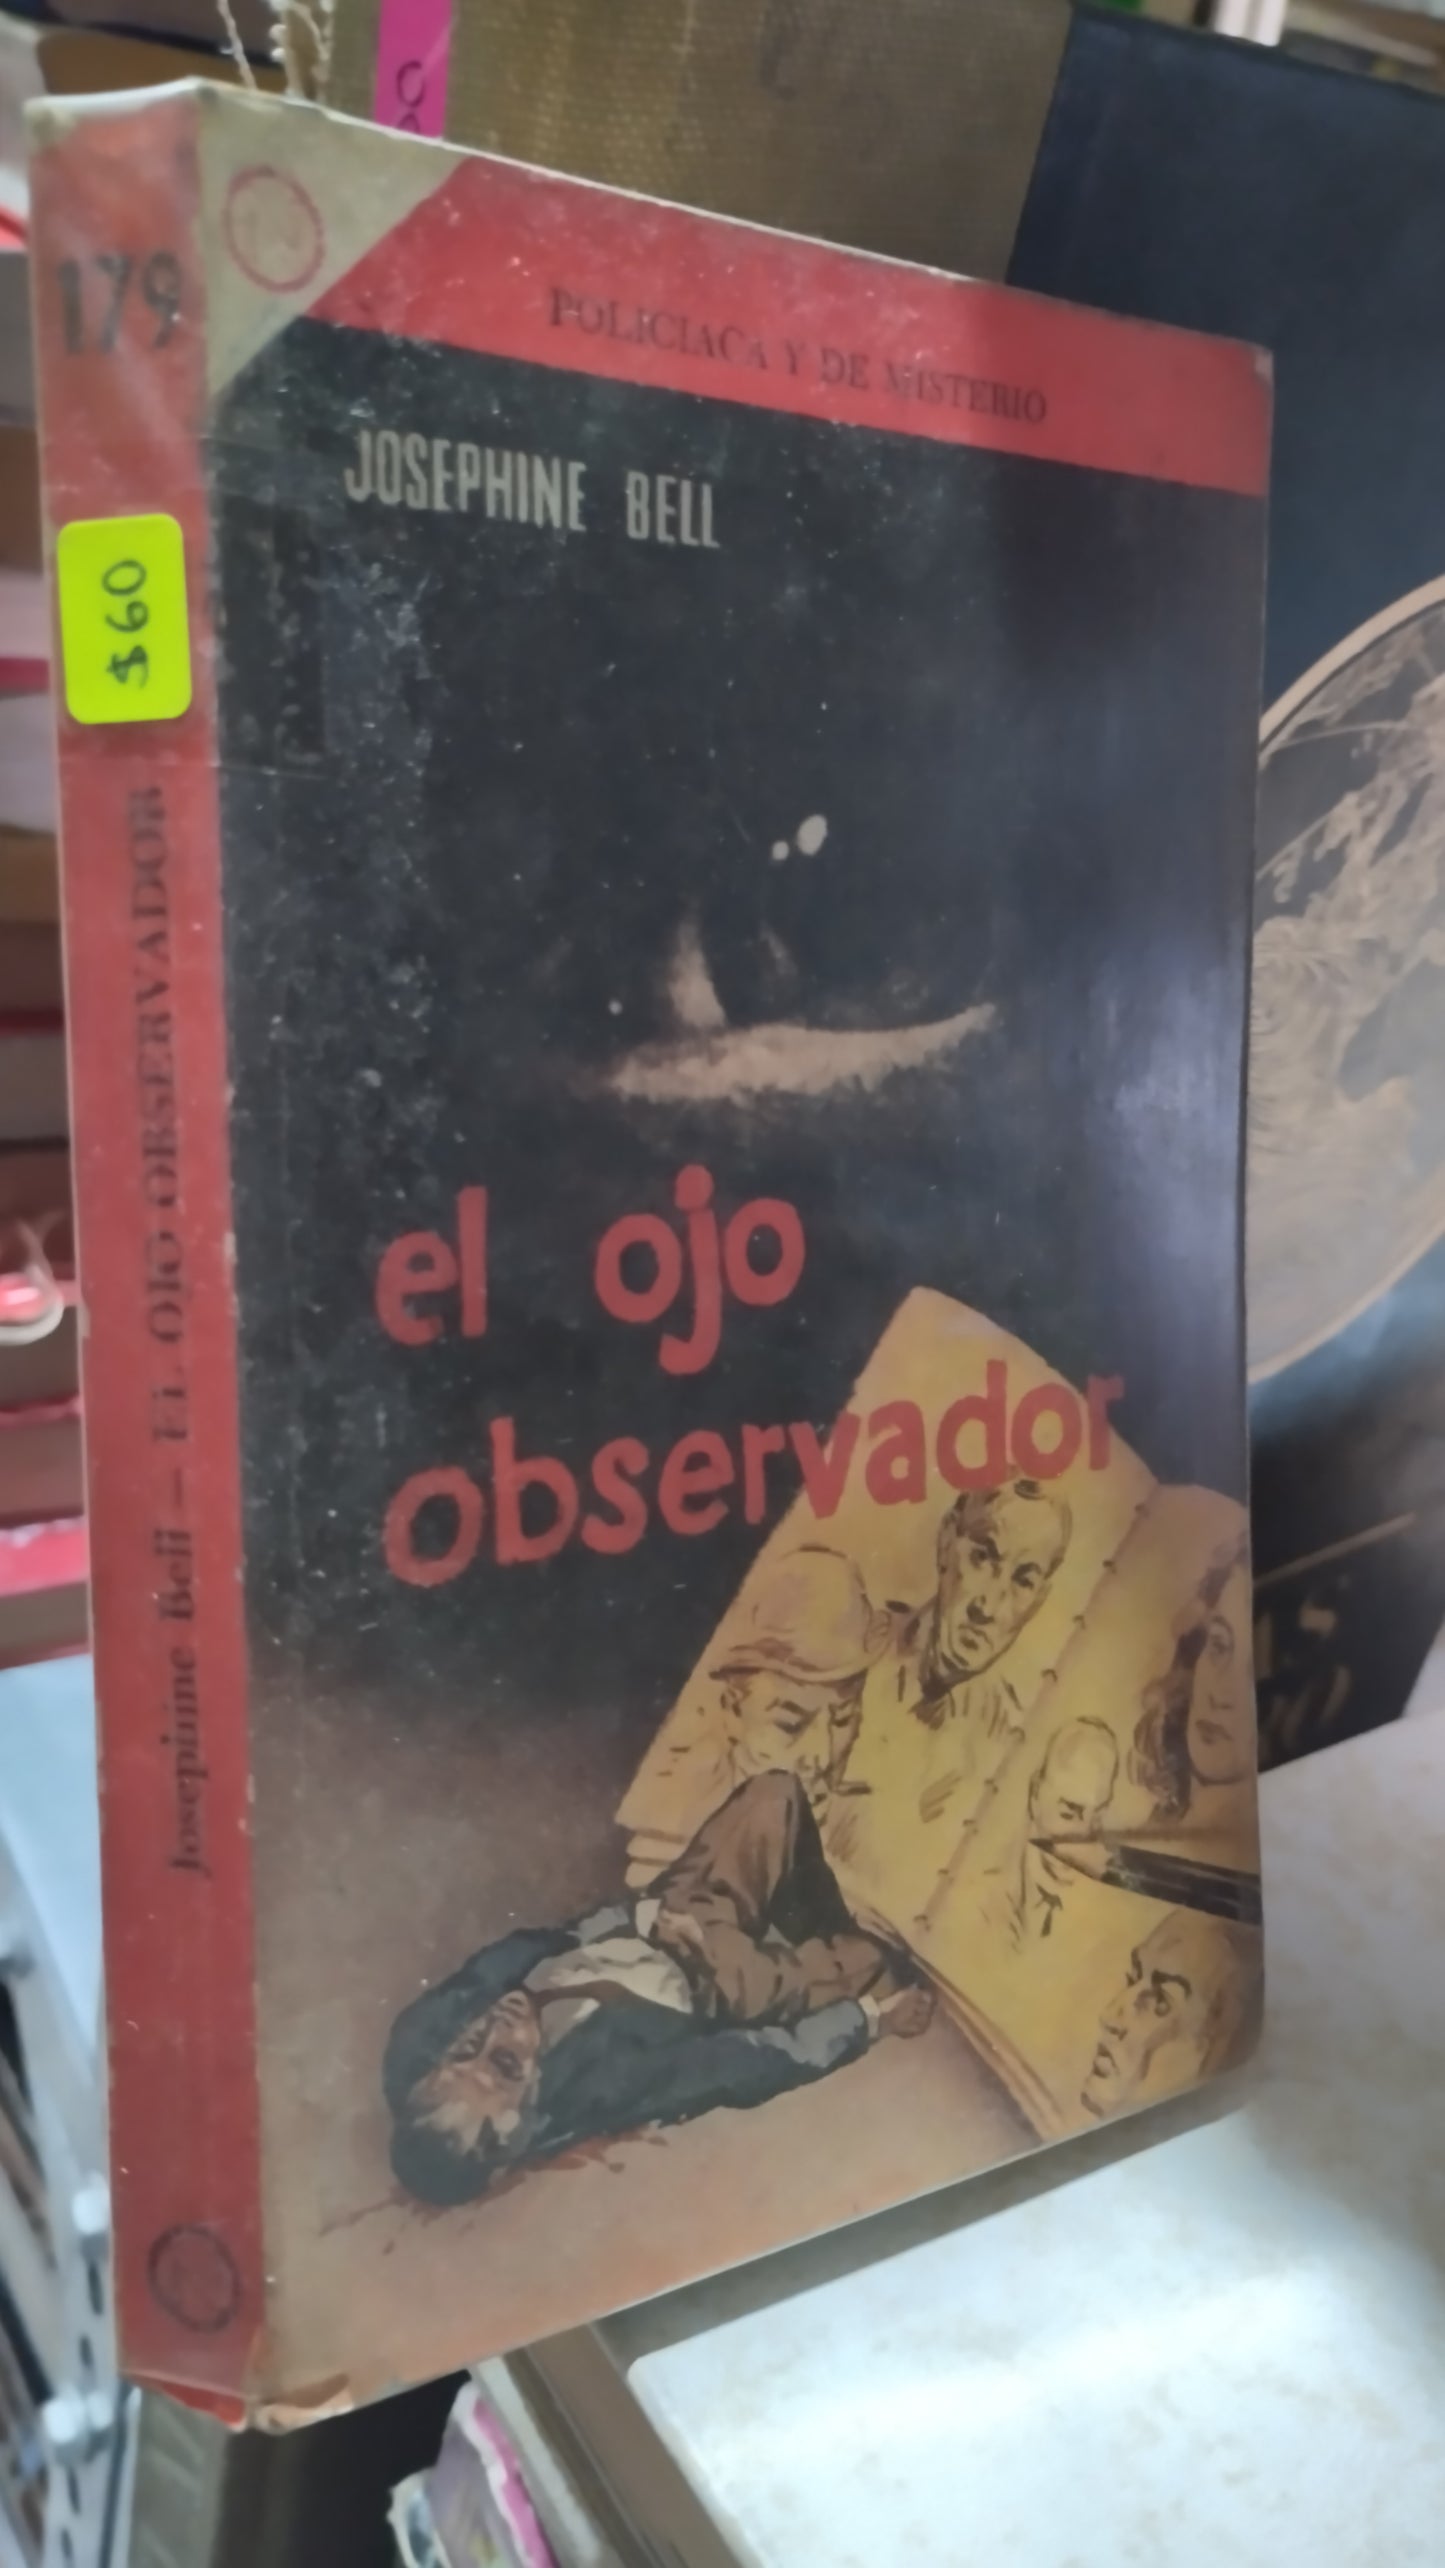 179
$60
Josephine Bell — EL OJO OBSERVADOR
POLICIACA Y DE MISTERIO
JOSEPHINE BELL
el ojo
observador